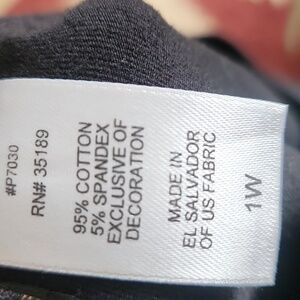 #P7030
RN# 35189
95% COTTON
5% SPANDEX
EXCLUSIVE OF
DECORATION
MADE IN
EL SALVADOR
OF US FABRIC
1W